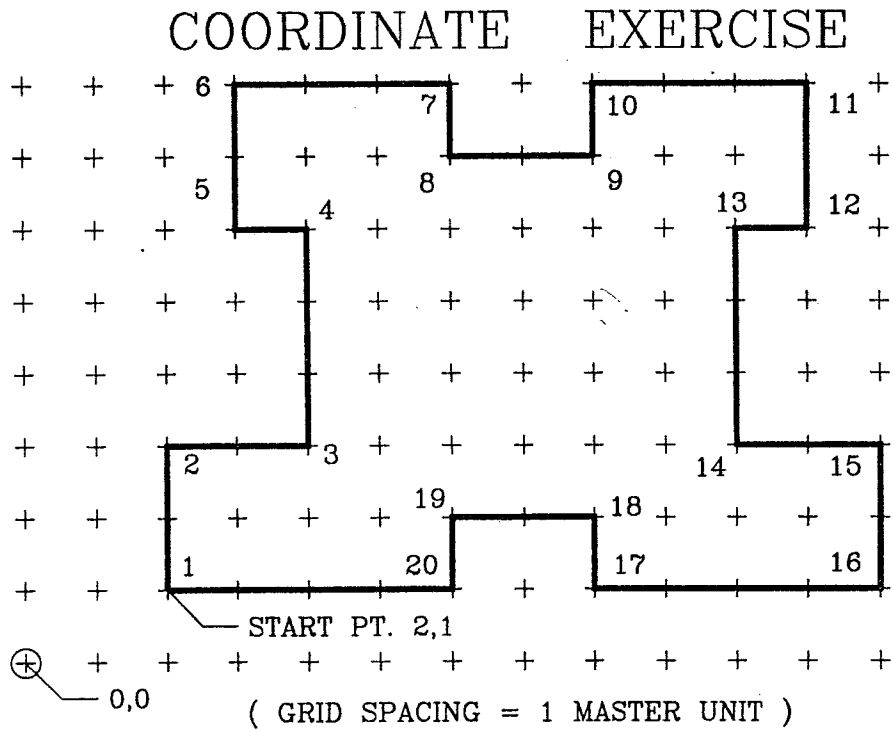 COORDINATE EXERCISE
6 7 10 11
5 8 9 12
4 13
2 3 14 15
19 18
1 20 17 16
START PT. 2,1
0,0
( GRID SPACING = 1 MASTER UNIT )